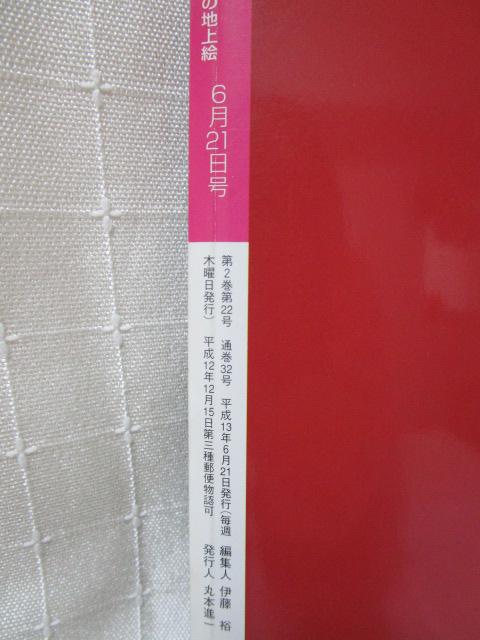 の地上絵
6月21日号
第2巻第22号 通巻32号 平成13年6月21日発行(毎週
木曜日発行) 平成12年12月15日第三種郵便物認可
編集人 伊藤 裕
発行人 丸本進一